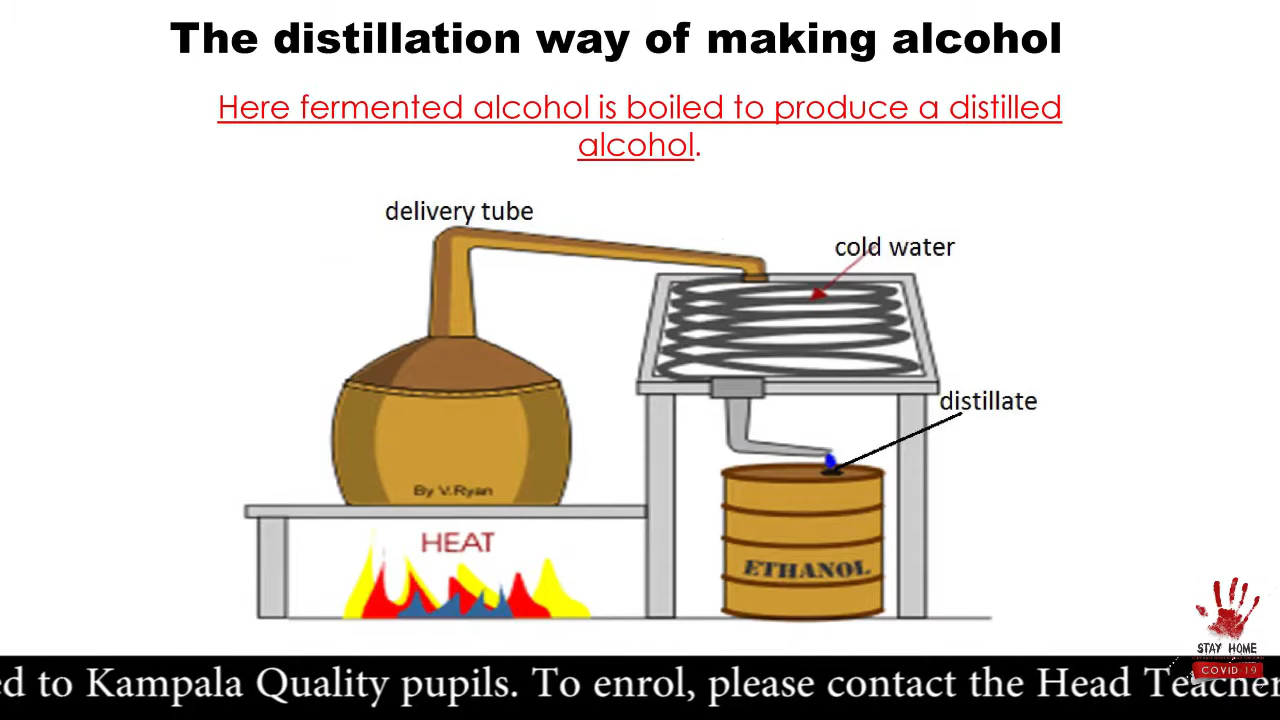 The distillation way of making alcohol
Here fermented alcohol is boiled to produce a distilled
alcohol.
delivery tube
cold water
distillate
By V.Ryan
HEAT
ETHANOL
STAY HOME
COVID 19
ed to Kampala Quality pupils. To enrol, please contact the Head Teacher